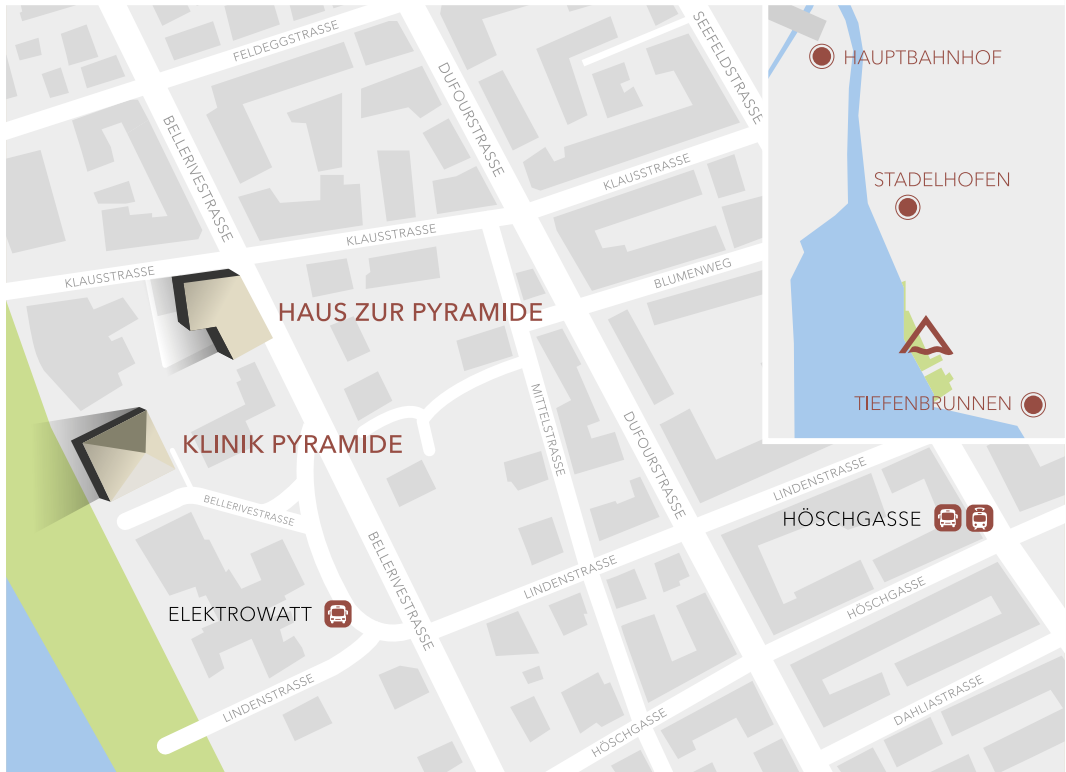 FELDEGGSTRASSE
SEEFELDSTRASSE
DUFOURSTRASSE
BELLERIVESTRASSE
HAUPTBAHNHOF
KLAUSSTRASSE
STADELHOFEN
KLAUSSTRASSE
KLAUSSTRASSE
BLUMENWEG
HAUS ZUR PYRAMIDE
MITTELSTRASSE
TIEFENBRUNNEN
KLINIK PYRAMIDE
DUFOURSTRASSE
LINDENSTRASSE
BELLERIVESTRASSE
HÖSCHGASSE
BELLERIVESTRASSE
LINDENSTRASSE
HÖSCHGASSE
ELEKTROWATT
LINDENSTRASSE
DAHLIASTRASSE
HÖSCHGASSE